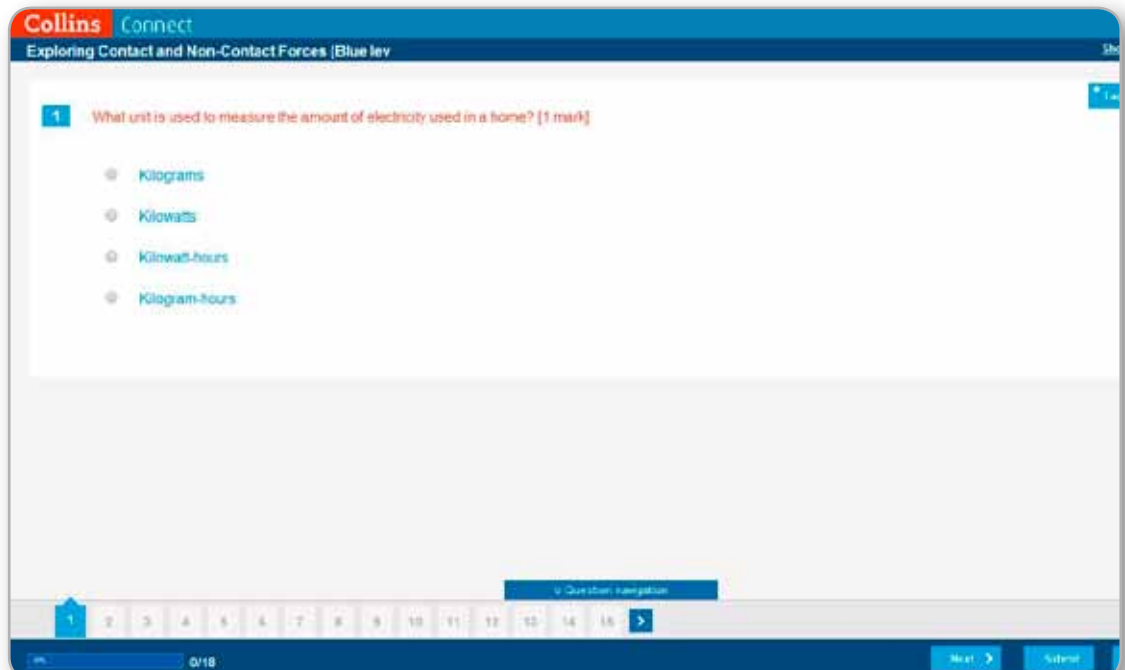 Collins Connect
Exploring Contact and Non-Contact Forces (Blue lev
1 What unit is used to measure the amount of electricity used in a home? [1 mark]
Kilograms
Kilowatts
Kilowatt-hours
Kilogram-hours
Question navigation
1 2 3 4 5 6 7 8 9 10 11 12 13 14 15 >
0/18
Next > Submit